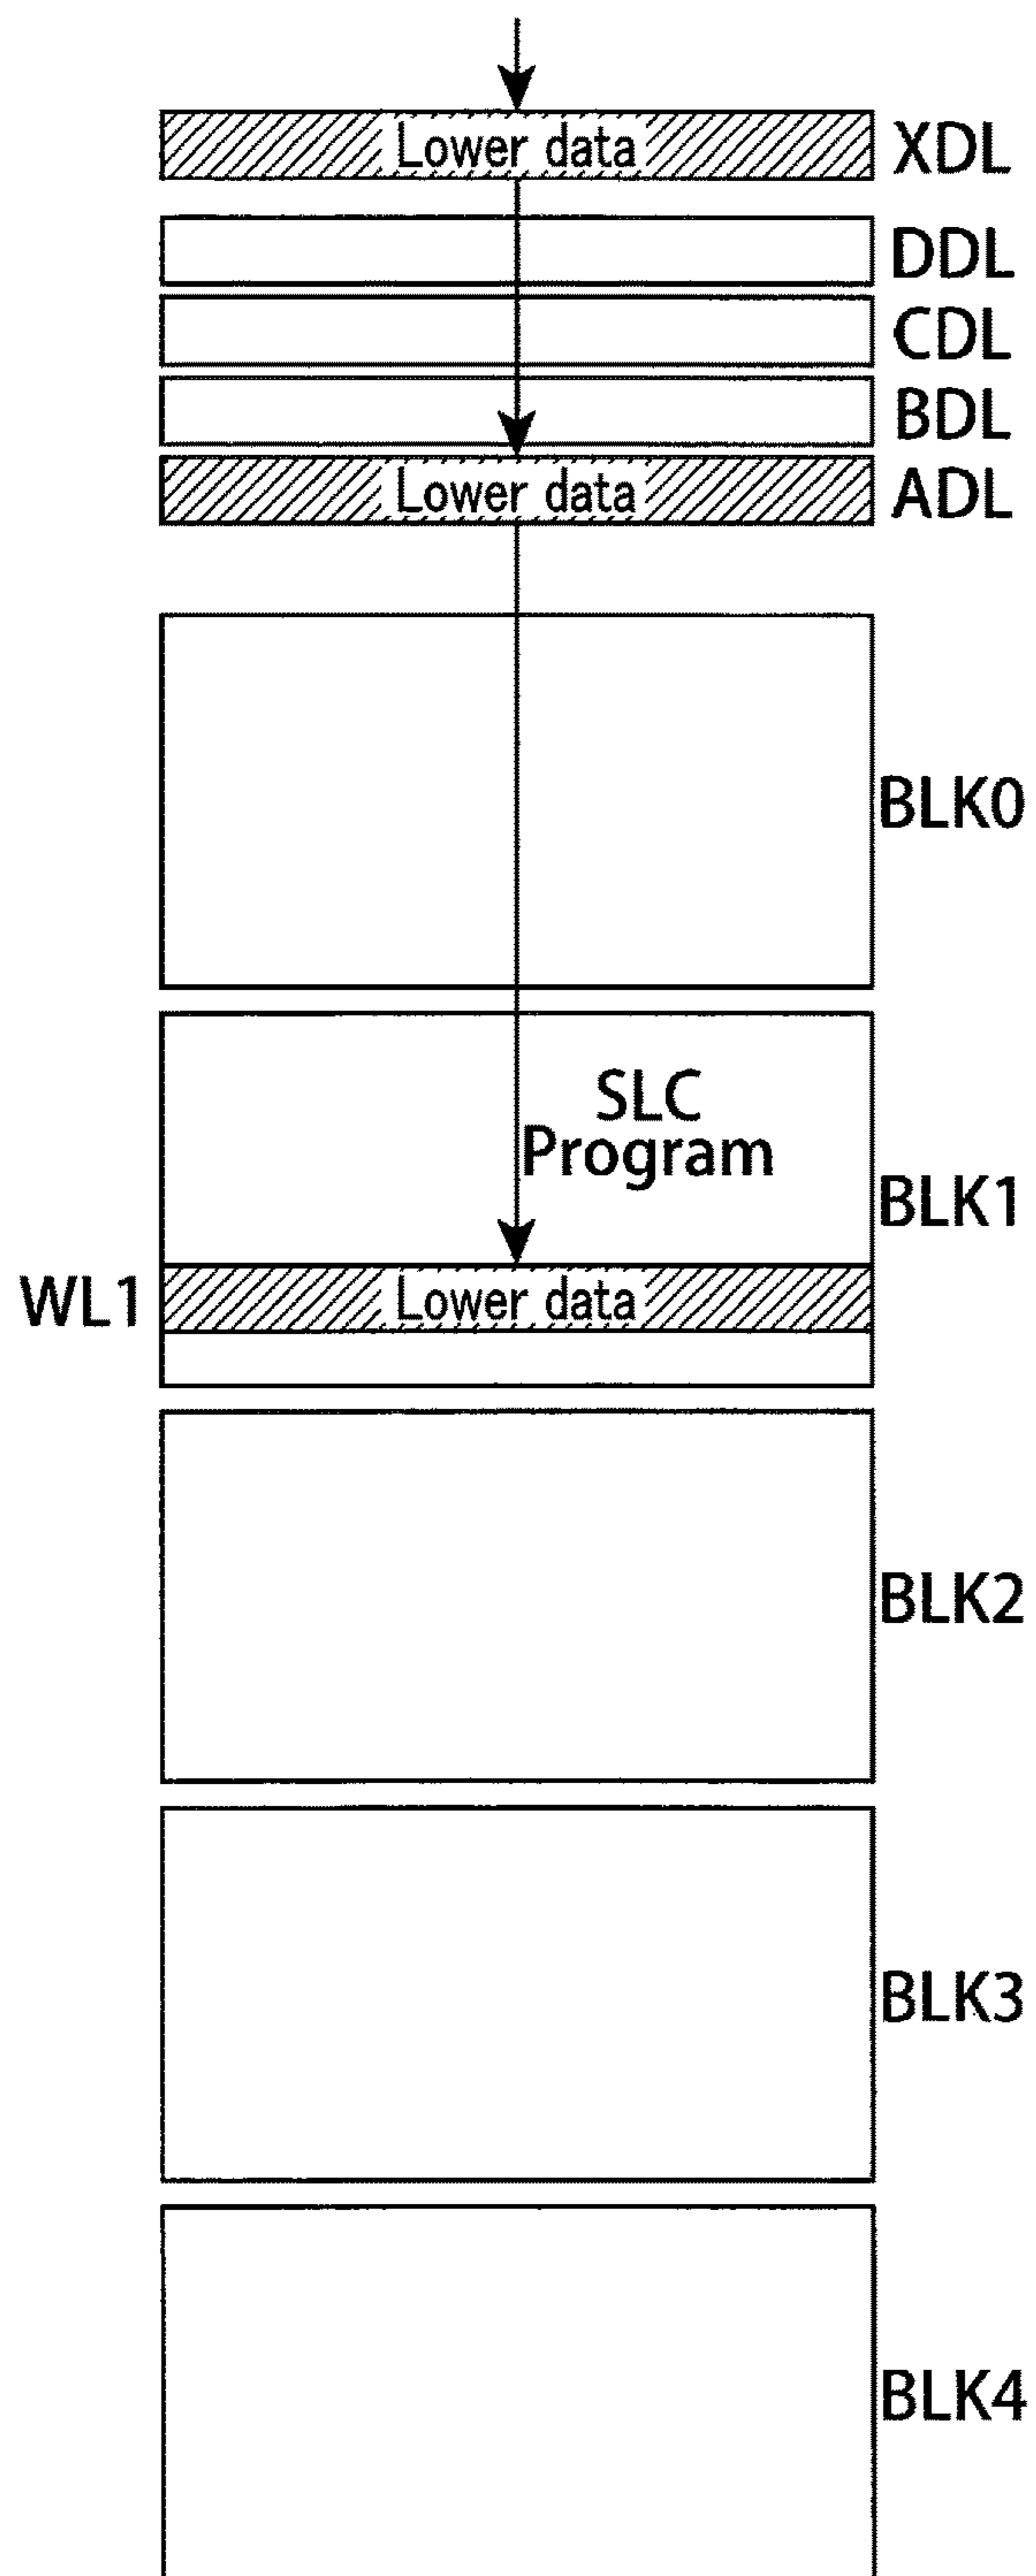 Lower data XDL
DDL
CDL
BDL
Lower data ADL
BLK0
SLC
Program
BLK1
WL1 Lower data
BLK2
BLK3
BLK4